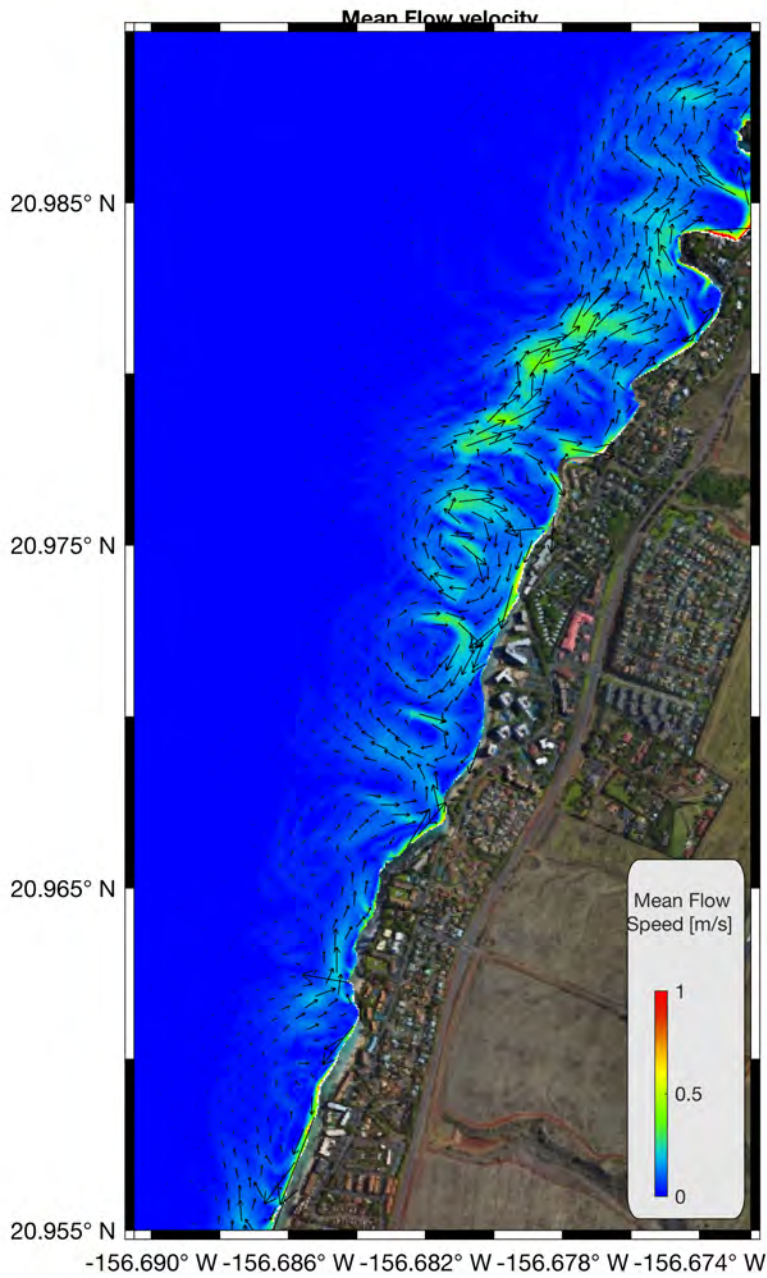 Mean Flow velocity
20.985° N
20.975° N
20.965° N
20.955° N
Mean Flow
Speed [m/s]
1
0.5
0
-156.690° W -156.686° W -156.682° W -156.678° W -156.674° W